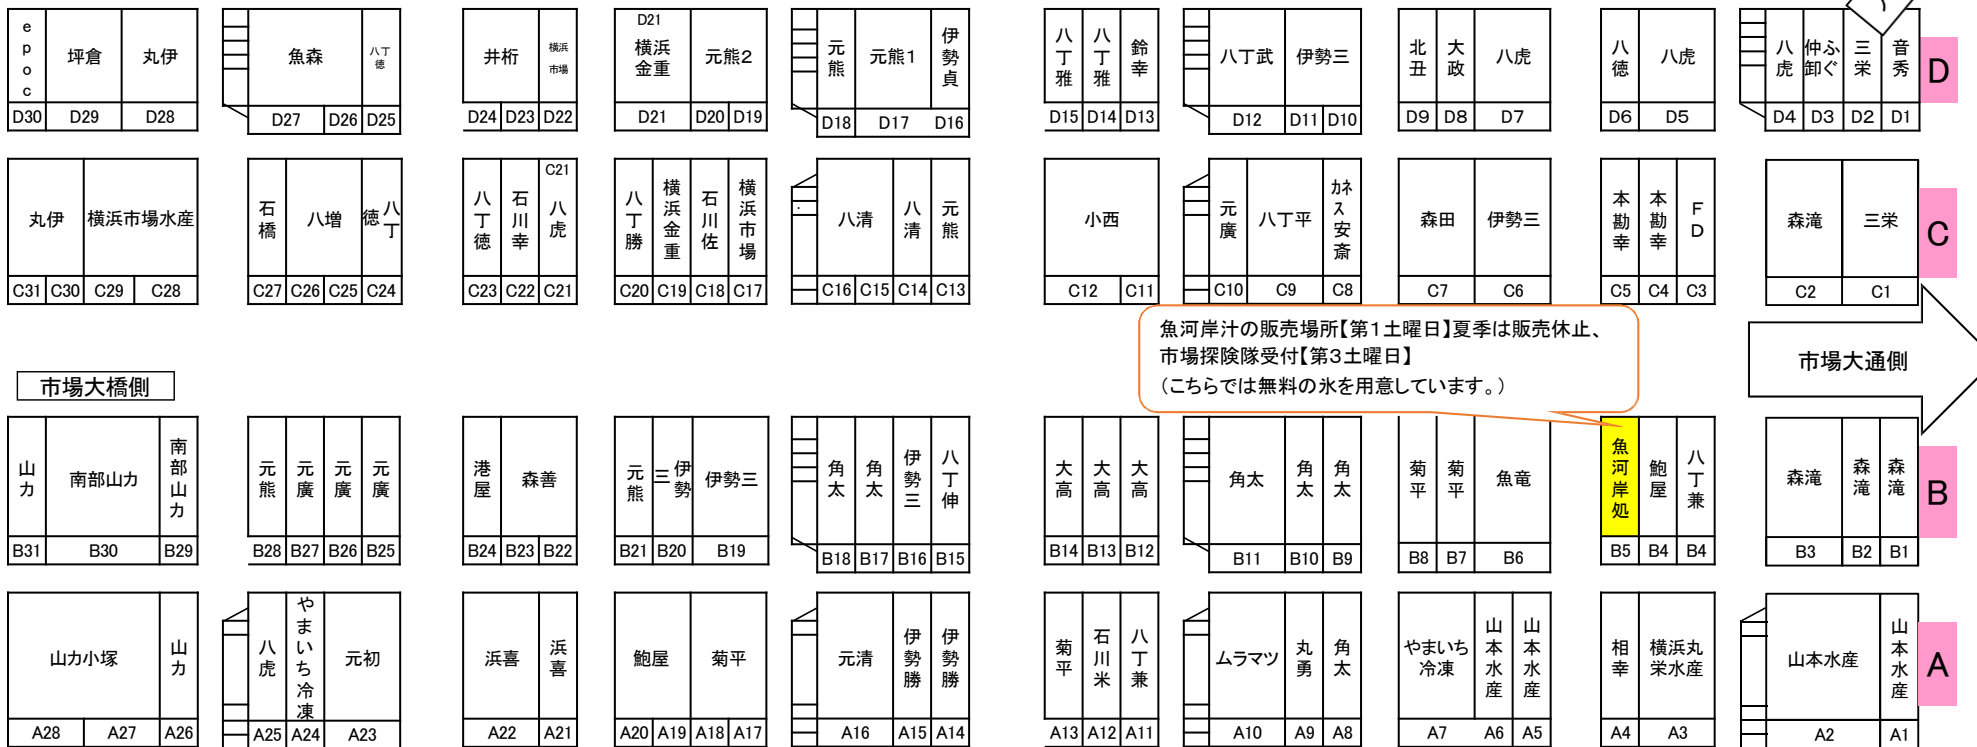 epoc 坪倉 丸伊 魚森 八丁徳 井桁 横浜市場 D21 横浜金重 元熊2 元熊 元熊1 伊勢貞 八丁雅 八丁雅 鈴幸 八丁武 伊勢三 北丑 大政 八虎 八徳 八虎 八虎 仲卸ふぐ 三栄 音秀 D
D30 D29 D28 D27 D26 D25 D24 D23 D22 D21 D20 D19 D18 D17 D16 D15 D14 D13 D12 D11 D10 D9 D8 D7 D6 D5 D4 D3 D2 D1
丸伊 横浜市場水産 石橋 八増 八丁徳 八丁徳 石川幸 C21 八虎 八丁勝 横浜金重 石川佐 横浜市場 八清 八清 元熊 小西 元廣 八丁平 カネス安斎 森田 伊勢三 本勘幸 本勘幸 FD 森滝 三栄 C
C31 C30 C29 C28 C27 C26 C25 C24 C23 C22 C21 C20 C19 C18 C17 C16 C15 C14 C13 C12 C11 C10 C9 C8 C7 C6 C5 C4 C3 C2 C1
魚河岸汁の販売場所【第1土曜日】夏季は販売休止、
市場探険隊受付【第3土曜日】
(こちらでは無料の氷を用意しています。)
市場大通側
市場大橋側
山力 南部山力 南部山力 元熊 元廣 元廣 元廣 港屋 森善 元熊 伊勢三 伊勢三 角太 角太 伊勢三 八丁伸 大高 大高 大高 角太 角太 角太 菊平 菊平 魚竜 魚河岸処 鮑屋 八丁兼 森滝 森滝 森滝 B
B31 B30 B29 B28 B27 B26 B25 B24 B23 B22 B21 B20 B19 B18 B17 B16 B15 B14 B13 B12 B11 B10 B9 B8 B7 B6 B5 B4 B4 B3 B2 B1
山力小塚 山力 八虎 やまいち冷凍 元初 浜喜 浜喜 鮑屋 菊平 元清 伊勢勝 伊勢勝 菊平 石川米 八丁兼 ムラマツ 丸勇 角太 やまいち冷凍 山本水産 山本水産 相幸 横浜丸栄水産 山本水産 山本水産 A
A28 A27 A26 A25 A24 A23 A22 A21 A20 A19 A18 A17 A16 A15 A14 A13 A12 A11 A10 A9 A8 A7 A6 A5 A4 A3 A2 A1